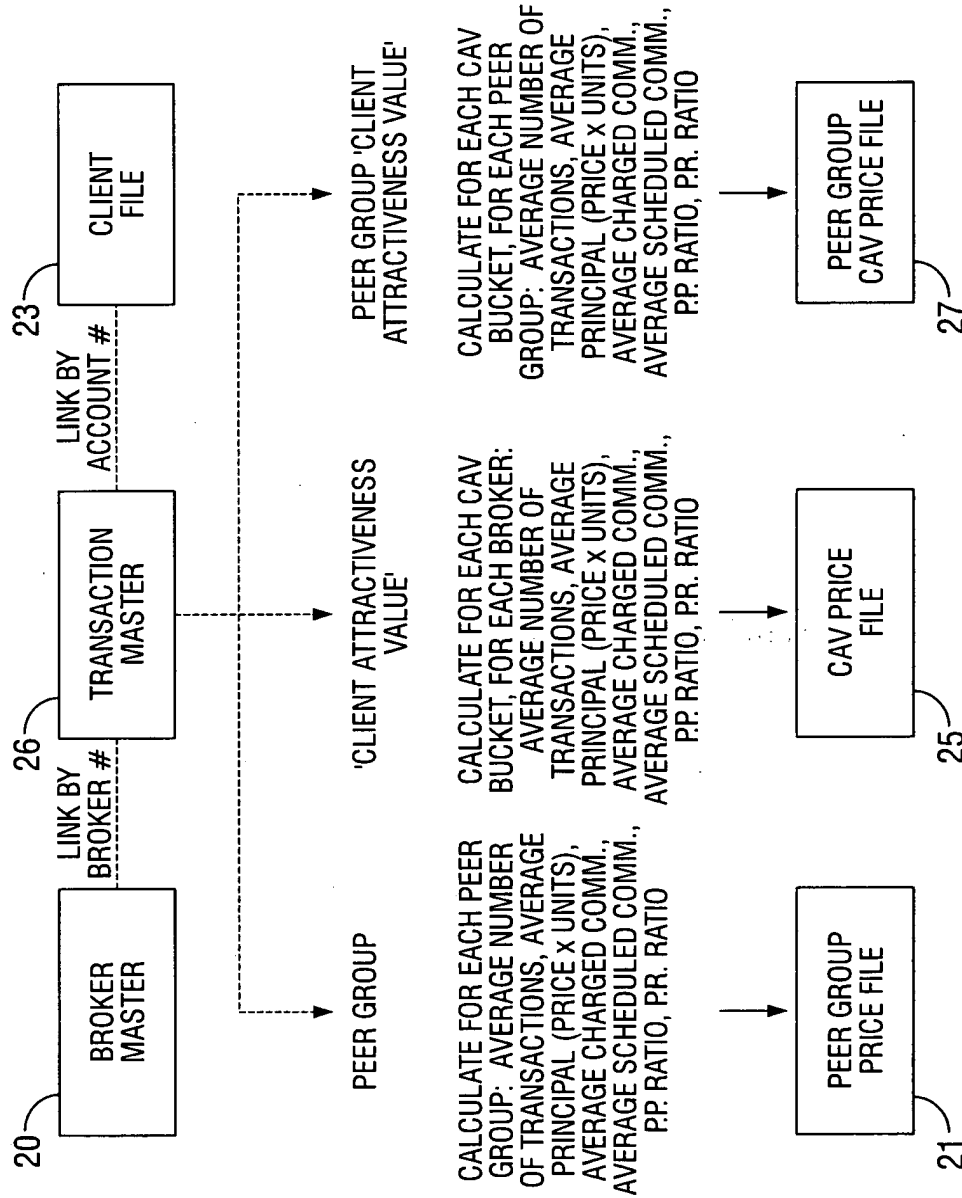 20
BROKER
MASTER
LINK BY
BROKER #
26
TRANSACTION
MASTER
LINK BY
ACCOUNT #
23
CLIENT
FILE
PEER GROUP
'CLIENT ATTRACTIVENESS
VALUE'
PEER GROUP 'CLIENT
ATTRACTIVENESS VALUE'
CALCULATE FOR EACH PEER
GROUP: AVERAGE NUMBER
OF TRANSACTIONS, AVERAGE
PRINCIPAL (PRICE x UNITS),
AVERAGE CHARGED COMM.,
AVERAGE SCHEDULED COMM.,
P.P. RATIO, P.R. RATIO
CALCULATE FOR EACH CAV
BUCKET, FOR EACH BROKER:
AVERAGE NUMBER OF
TRANSACTIONS, AVERAGE
PRINCIPAL (PRICE x UNITS),
AVERAGE CHARGED COMM.,
AVERAGE SCHEDULED COMM.,
P.P. RATIO, P.R. RATIO
CALCULATE FOR EACH CAV
BUCKET, FOR EACH PEER
GROUP: AVERAGE NUMBER OF
TRANSACTIONS, AVERAGE
PRINCIPAL (PRICE x UNITS),
AVERAGE CHARGED COMM.,
AVERAGE SCHEDULED COMM.,
P.P. RATIO, P.R. RATIO
PEER GROUP
PRICE FILE
21
CAV PRICE
FILE
25
PEER GROUP
CAV PRICE FILE
27